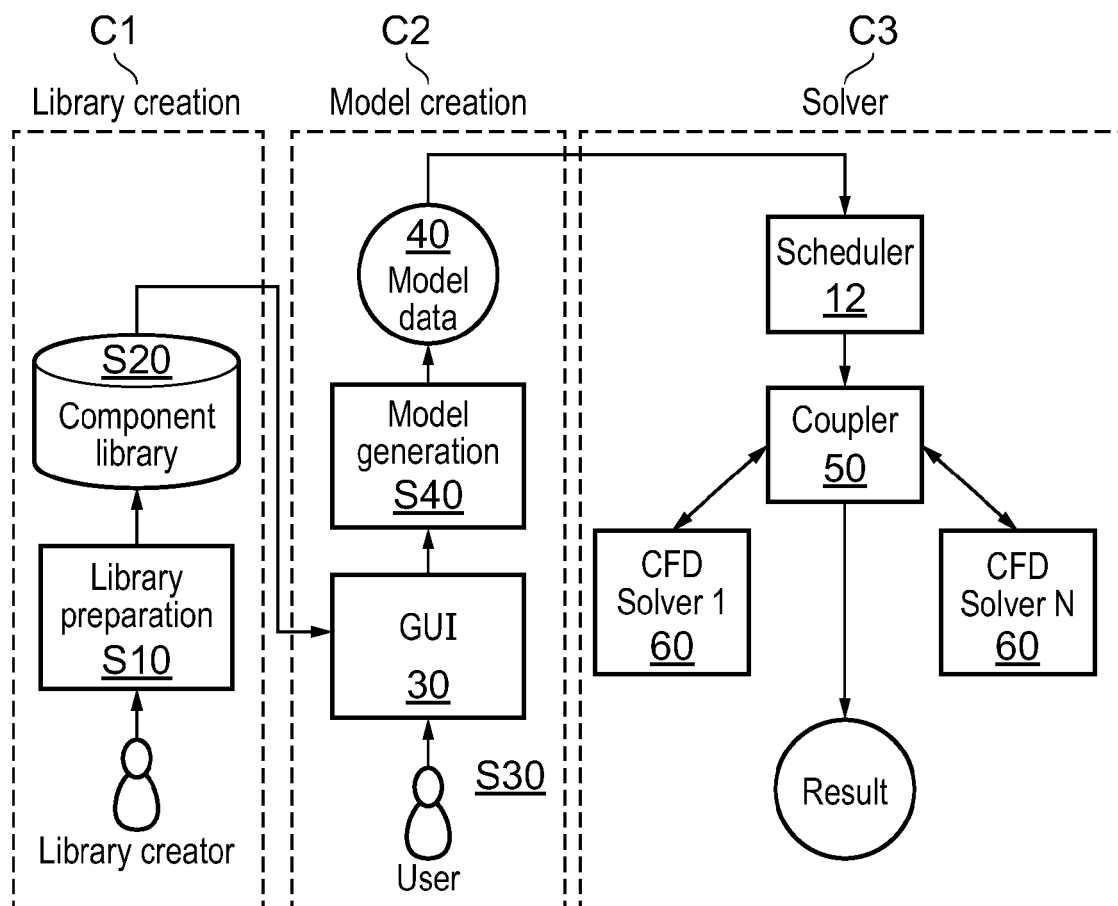 C1
Library creation
S20
Component
library
Library
preparation
S10
Library creator
C2
Model creation
40
Model
data
Model
generation
S40
GUI
30
S30
User
C3
Solver
Scheduler
12
Coupler
50
CFD
Solver 1
60
CFD
Solver N
60
Result